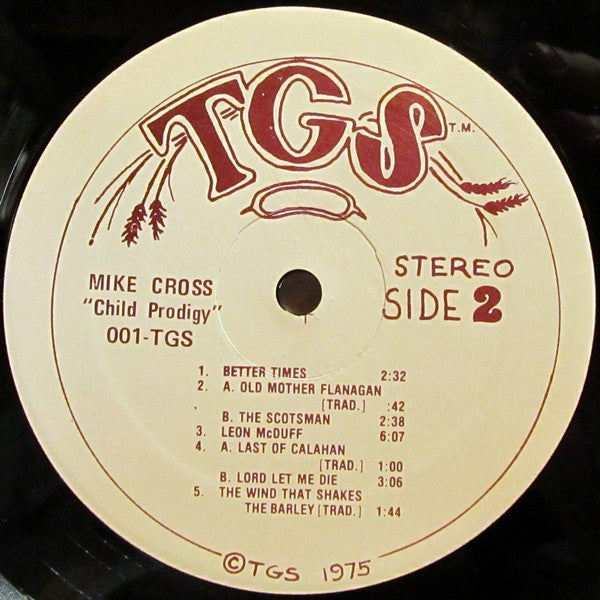 TGS T.M.
STEREO
SIDE 2
MIKE CROSS
"Child Prodigy"
001-TGS
1. BETTER TIMES 2:32
2. A. OLD MOTHER FLANAGAN
[TRAD.] :42
B. THE SCOTSMAN 2:38
3. LEON McDUFF 6:07
4. A. LAST OF CALAHAN
[TRAD.] 1:00
B. LORD LET ME DIE 3:06
5. THE WIND THAT SHAKES
THE BARLEY [TRAD.] 1:44
©TGS 1975